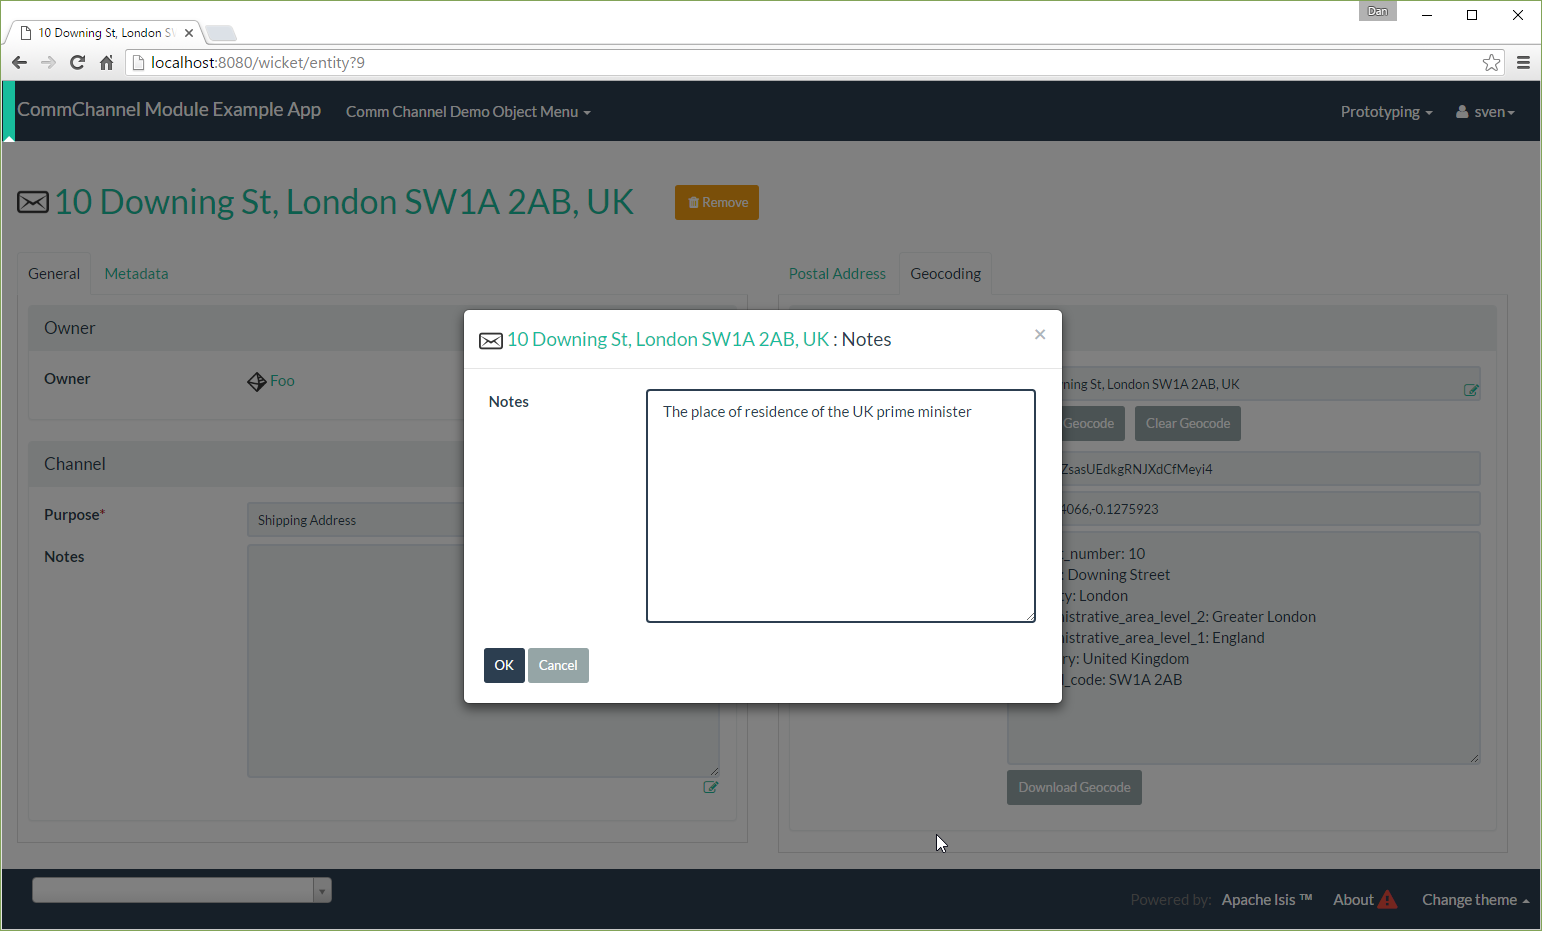 Dan
10 Downing St, London S
localhost:8080/wicket/entity?9
CommChannel Module Example App
Comm Channel Demo Object Menu
Prototyping
sven
10 Downing St, London SW1A 2AB, UK
Remove
General
Metadata
Owner
Owner
Foo
Channel
Purpose*
Shipping Address
Notes
10 Downing St, London SW1A 2AB, UK : Notes
×
Notes
The place of residence of the UK prime minister
OK
Cancel
Postal Address
Geocoding
ning St, London SW1A 2AB, UK
Geocode
Clear Geocode
ZsasUEdkgRNJXdCfMeyi4
4066,-0.1275923
_number: 10
: Downing Street
ty: London
istrative_area_level_2: Greater London
istrative_area_level_1: England
ry: United Kingdom
_code: SW1A 2AB
Download Geocode
Powered by:
Apache Isis ™
About
Change theme